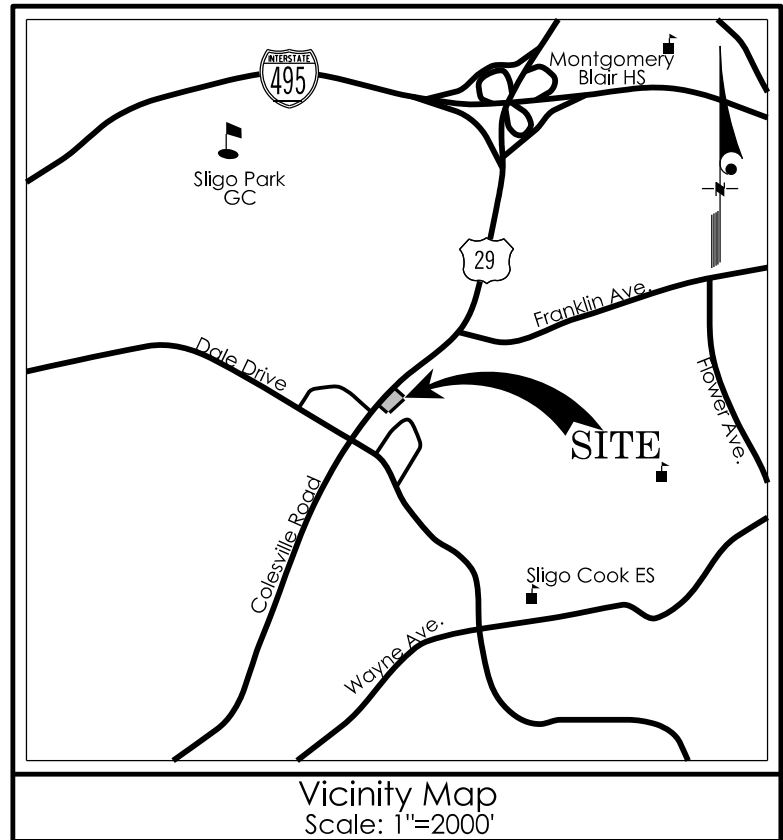 INTERSTATE
495
Montgomery
Blair HS
Sligo Park
GC
N
29
Franklin Ave.
Dale Drive
Flower Ave.
SITE
Colesville Road
Sligo Cook ES
Wayne Ave.
Vicinity Map
Scale: 1"=2000'